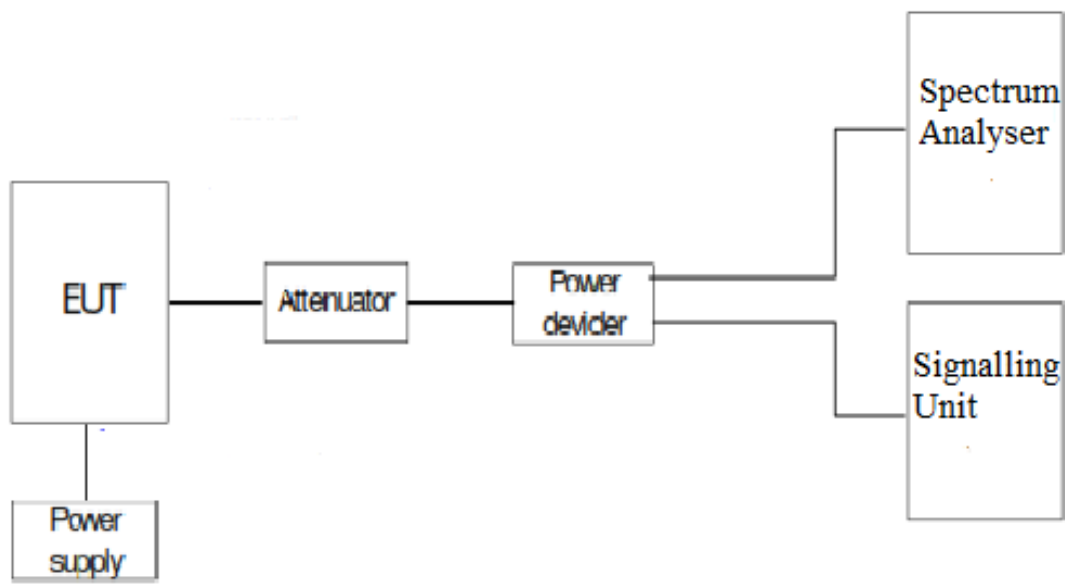 Spectrum
Analyser
EUT
Attenuator
Power
devider
Signalling
Unit
Power
supply